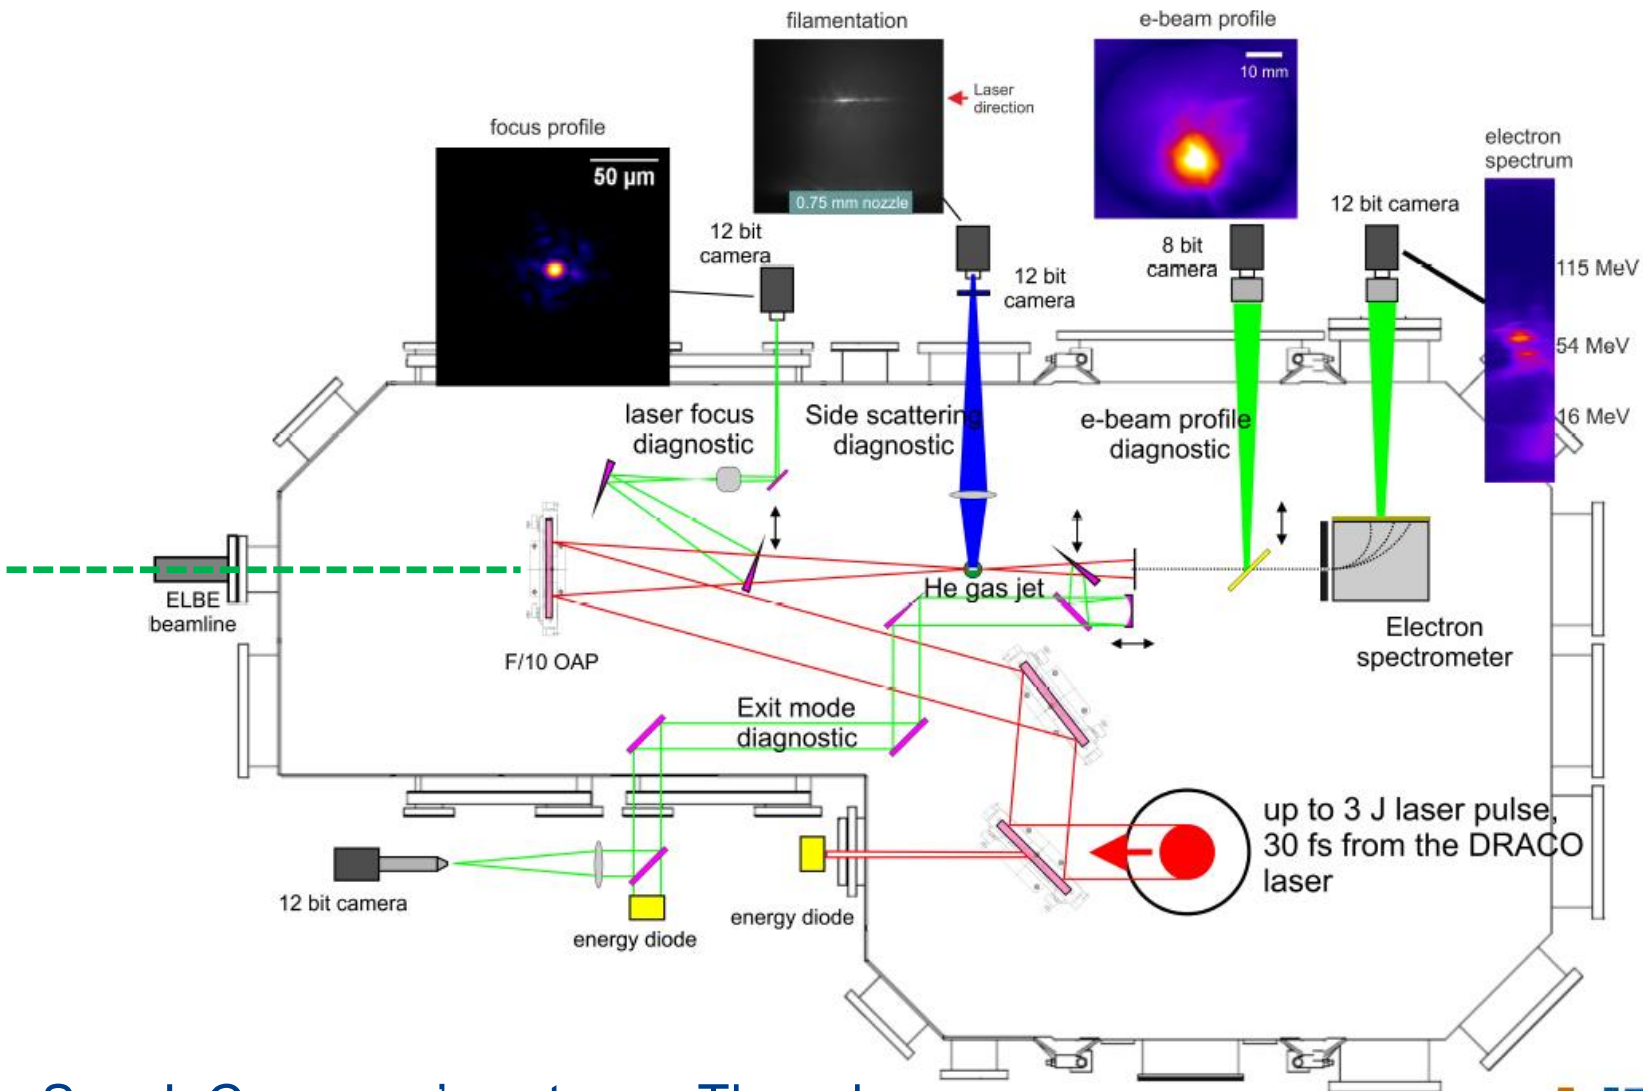 filamentation
e-beam profile
10 mm
Laser
direction
focus profile
50 µm
0.75 mm nozzle
electron
spectrum
12 bit camera
12 bit
camera
8 bit
camera
12 bit
camera
115 MeV
54 MeV
16 MeV
laser focus
diagnostic
Side scattering
diagnostic
e-beam profile
diagnostic
He gas jet
ELBE
beamline
F/10 OAP
Electron
spectrometer
Exit mode
diagnostic
up to 3 J laser pulse,
30 fs from the DRACO
laser
12 bit camera
energy diode
energy diode